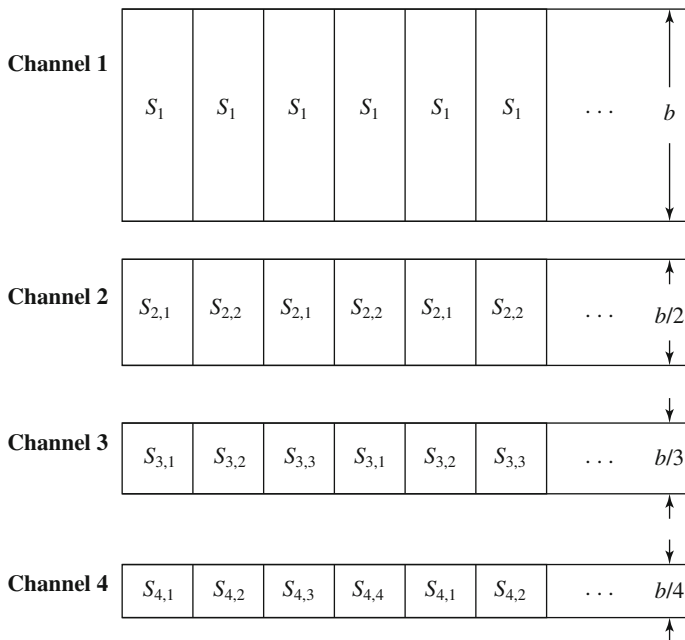 Channel 1
S₁ S₁ S₁ S₁ S₁ S₁ . . . b
Channel 2
S₂,₁ S₂,₂ S₂,₁ S₂,₂ S₂,₁ S₂,₂ . . . b/2
Channel 3
S₃,₁ S₃,₂ S₃,₃ S₃,₁ S₃,₂ S₃,₃ . . . b/3
Channel 4
S₄,₁ S₄,₂ S₄,₃ S₄,₄ S₄,₁ S₄,₂ . . . b/4